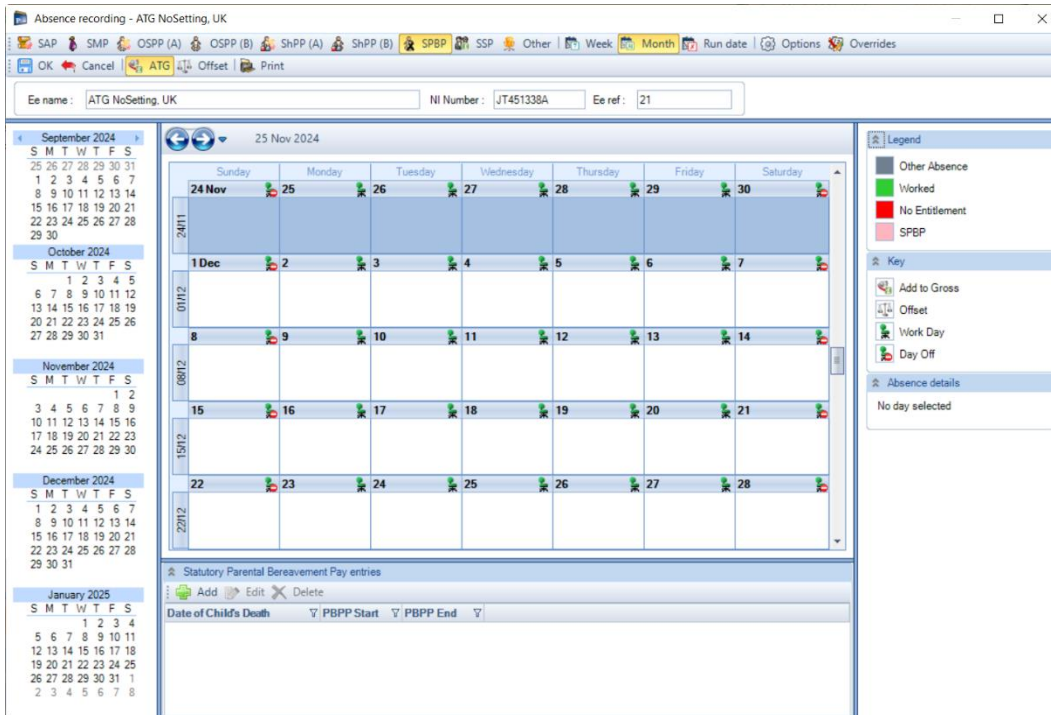 Absence recording - ATG NoSetting, UK
SAP SMP OSPP (A) OSPP (B) ShPP (A) ShPP (B) SPBP SSP Other Week Month Run date Options Overrides
OK Cancel ATG Offset Print
Ee name : ATG NoSetting, UK NI Number : JT451338A Ee ref : 21
September 2024
S M T W T F S
25 26 27 28 29 30 31
1 2 3 4 5 6 7
8 9 10 11 12 13 14
15 16 17 18 19 20 21
22 23 24 25 26 27 28
29 30
October 2024
S M T W T F S
1 2 3 4 5
6 7 8 9 10 11 12
13 14 15 16 17 18 19
20 21 22 23 24 25 26
27 28 29 30 31
November 2024
S M T W T F S
1 2
3 4 5 6 7 8 9
10 11 12 13 14 15 16
17 18 19 20 21 22 23
24 25 26 27 28 29 30
December 2024
S M T W T F S
1 2 3 4 5 6 7
8 9 10 11 12 13 14
15 16 17 18 19 20 21
22 23 24 25 26 27 28
29 30 31
January 2025
S M T W T F S
1 2 3 4
5 6 7 8 9 10 11
12 13 14 15 16 17 18
19 20 21 22 23 24 25
26 27 28 29 30 31 1
2 3 4 5 6 7 8
25 Nov 2024
Sunday Monday Tuesday Wednesday Thursday Friday Saturday
24 Nov 25 26 27 28 29 30
24/11
1 Dec 2 3 4 5 6 7
01/12
8 9 10 11 12 13 14
08/12
15 16 17 18 19 20 21
15/12
22 23 24 25 26 27 28
22/12
Statutory Parental Bereavement Pay entries
Add Edit Delete
Date of Child's Death PBPP Start PBPP End
Legend
Other Absence
Worked
No Entitlement
SPBP
Key
Add to Gross
Offset
Work Day
Day Off
Absence details
No day selected